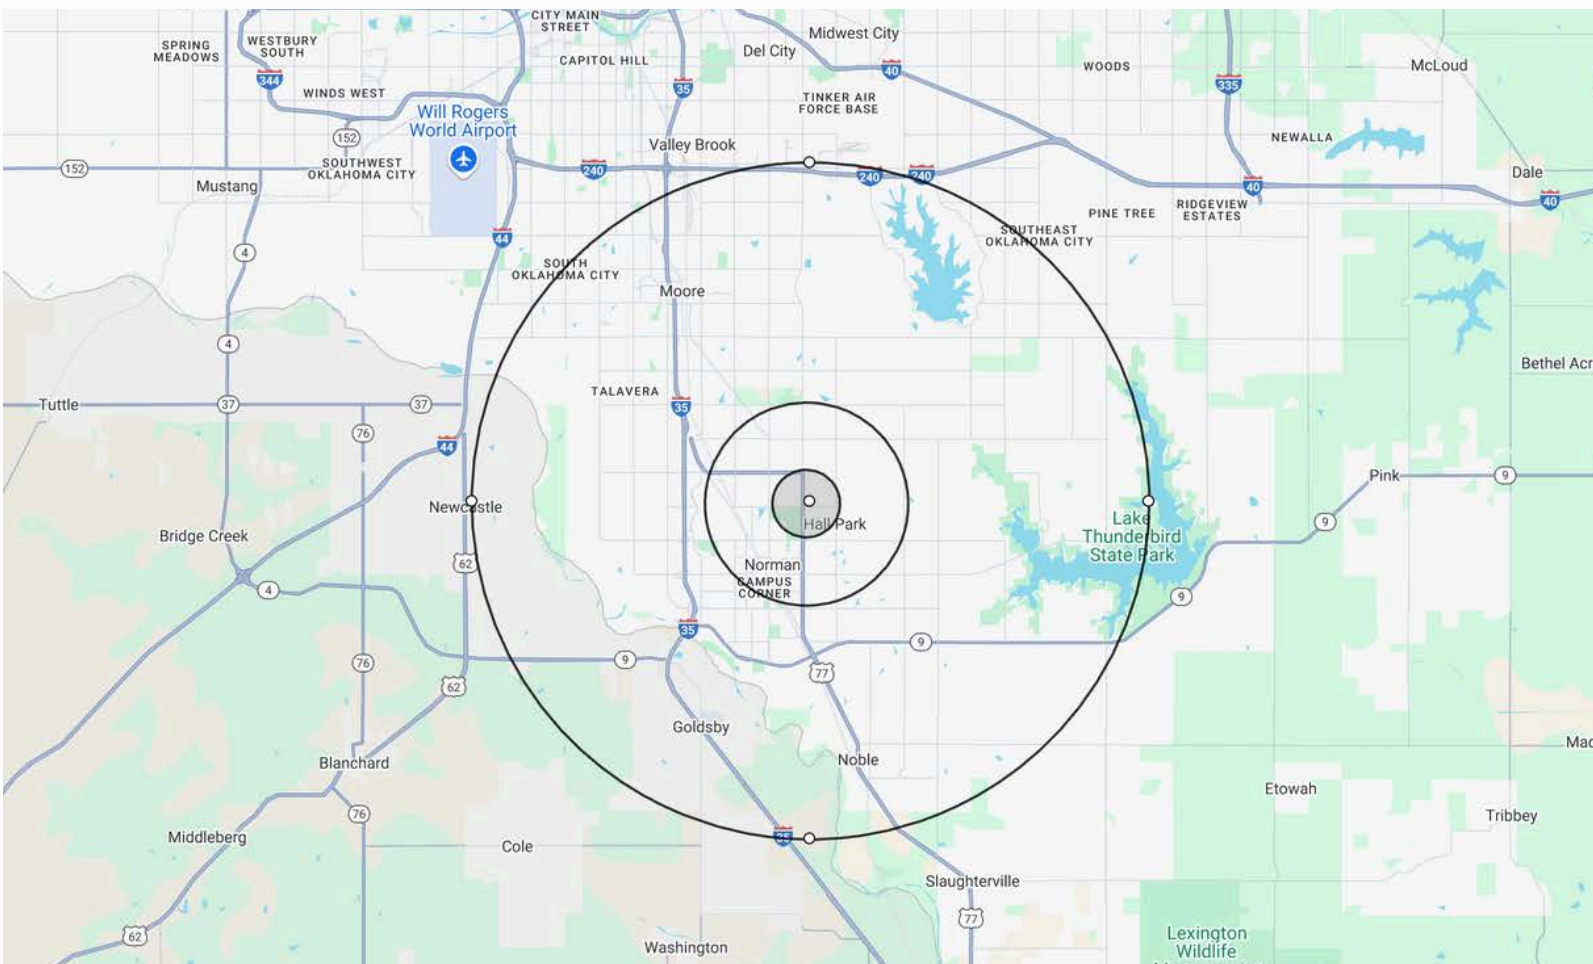 CITY MAIN
STREET
Midwest City
Del City
SPRING
MEADOWS
WESTBURY
SOUTH
CAPITOL HILL
WOODS
McLoud
344
35
40
335
WINDS WEST
TINKER AIR
FORCE BASE
Will Rogers
World Airport
152
NEWALLA
Valley Brook
152
SOUTHWEST
OKLAHOMA CITY
240
240
240
Dale
Mustang
40
40
PINE TREE
RIDGEVIEW
ESTATES
44
SOUTHEAST
OKLAHOMA CITY
4
SOUTH
OKLAHOMA CITY
Moore
4
Bethel Acr
TALAVERA
Tuttle
37
37
35
76
44
Pink
9
Newcastle
Hall Park
9
Lake
Thunderbird
State Park
Bridge Creek
62
Norman
CAMPUS
CORNER
4
9
35
9
9
76
77
62
Goldsby
Mac
Noble
Blanchard
Etowah
76
Tribbey
Middleberg
35
Cole
Slaughterville
77
62
Lexington
Wildlife
Washington